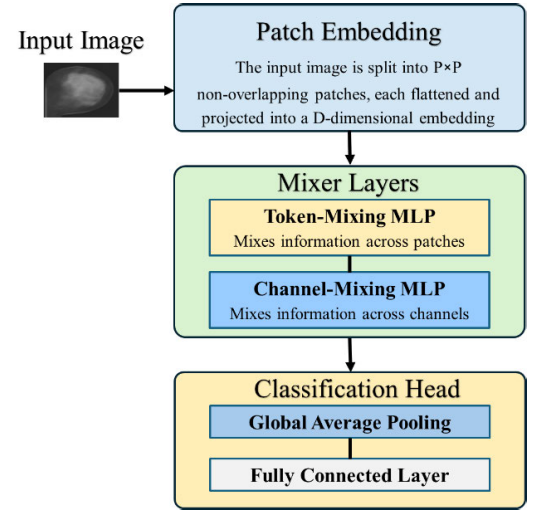 Input Image
Patch Embedding
The input image is split into P×P
non-overlapping patches, each flattened and
projected into a D-dimensional embedding
Mixer Layers
Token-Mixing MLP
Mixes information across patches
Channel-Mixing MLP
Mixes information across channels
Classification Head
Global Average Pooling
Fully Connected Layer